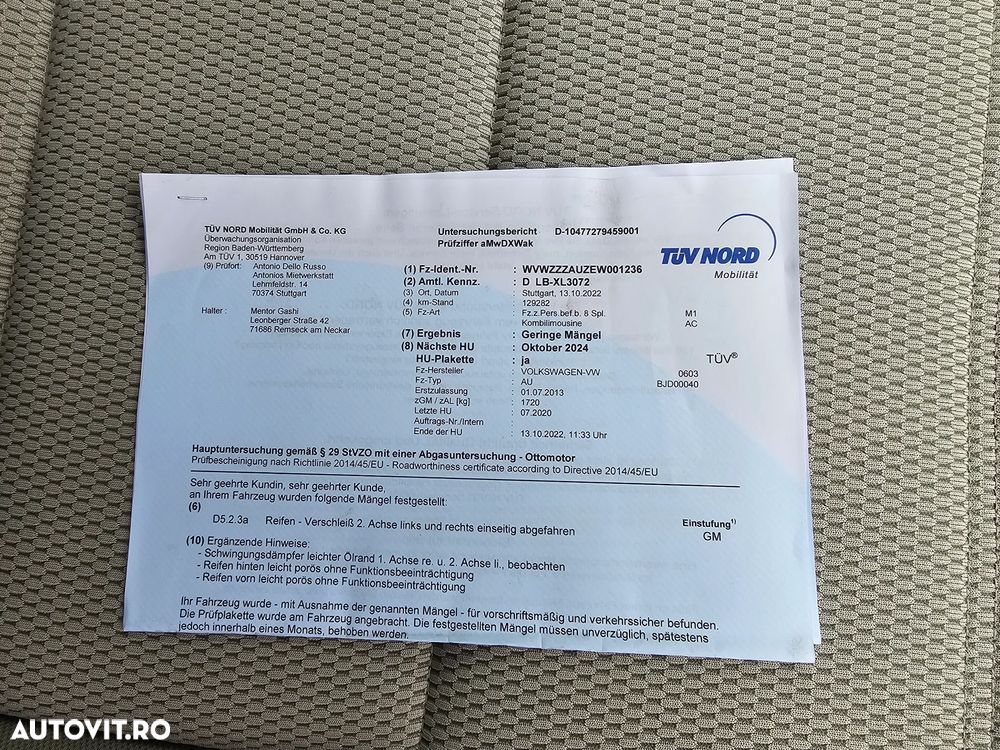 TÜV NORD Mobilität GmbH & Co. KG
Überwachungsorganisation
Region Baden-Württemberg
Am TÜV 1, 30519 Hannover
(9) Prüfort: Antonio Dello Russo
Antonios Mietwerkstatt
Lehmfeldstr. 14
70374 Stuttgart
Halter : Mentor Gashi
Leonberger Straße 42
71686 Remseck am Neckar
Untersuchungsbericht D-10477279459001
Prüfziffer aMwDXWak
TÜV NORD
Mobilität
(1) Fz-Ident.-Nr. : WVWZZZAUZEW001236
(2) Amtl. Kennz. : D LB-XL3072
(3) Ort, Datum : Stuttgart, 13.10.2022
(4) km-Stand : 129282
(5) Fz-Art : Fz.z.Pers.bef.b. 8 Spl. M1
Kombilimousine AC
(7) Ergebnis : Geringe Mängel
(8) Nächste HU : Oktober 2024
HU-Plakette : ja
TÜV®
Fz-Hersteller : VOLKSWAGEN-VW 0603
Fz-Typ : AU BJD00040
Erstzulassung : 01.07.2013
zGM / zAL [kg] : 1720
Letzte HU : 07.2020
Auftrags-Nr./Intern :
Ende der HU : 13.10.2022, 11:33 Uhr
Hauptuntersuchung gemäß § 29 StVZO mit einer Abgasuntersuchung - Ottomotor
Prüfbescheinigung nach Richtlinie 2014/45/EU - Roadworthiness certificate according to Directive 2014/45/EU
Sehr geehrte Kundin, sehr geehrter Kunde,
an Ihrem Fahrzeug wurden folgende Mängel festgestellt:
(6) Einstufung1)
D5.2.3a Reifen - Verschleiß 2. Achse links und rechts einseitig abgefahren GM
(10) Ergänzende Hinweise:
- Schwingungsdämpfer leichter Ölrand 1. Achse re. u. 2. Achse li., beobachten
- Reifen hinten leicht porös ohne Funktionsbeeinträchtigung
- Reifen vorn leicht porös ohne Funktionsbeeinträchtigung
Ihr Fahrzeug wurde - mit Ausnahme der genannten Mängel - für vorschriftsmäßig und verkehrssicher befunden.
Die Prüfplakette wurde am Fahrzeug angebracht. Die festgestellten Mängel müssen unverzüglich, spätestens
jedoch innerhalb eines Monats, behoben werden.
AUTOVIT.RO